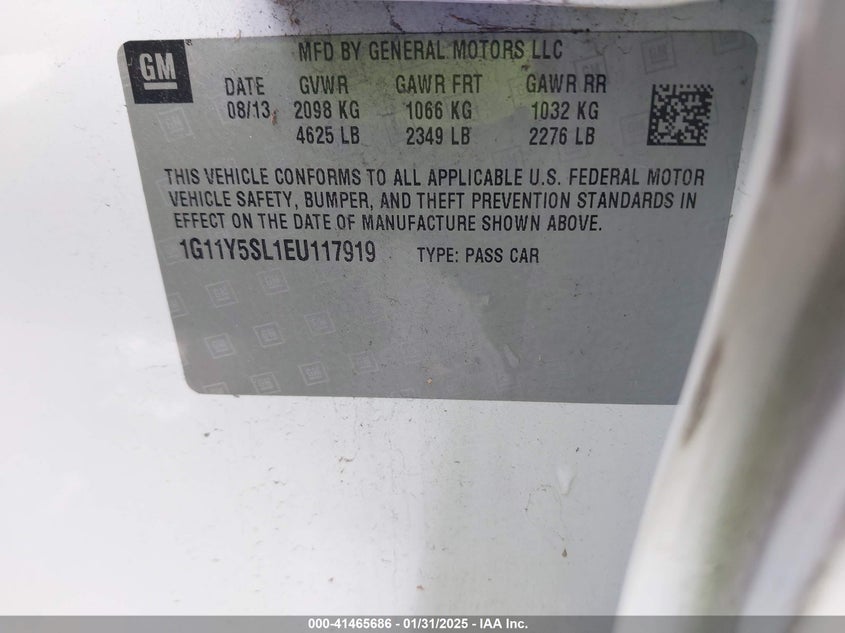 GM
MFD BY GENERAL MOTORS LLC
DATE GVWR GAWR FRT GAWR RR
08/13 2098 KG 1066 KG 1032 KG
4625 LB 2349 LB 2276 LB
THIS VEHICLE CONFORMS TO ALL APPLICABLE U.S. FEDERAL MOTOR
VEHICLE SAFETY, BUMPER, AND THEFT PREVENTION STANDARDS IN
EFFECT ON THE DATE OF MANUFACTURE SHOWN ABOVE.
1G11Y5SL1EU117919 TYPE: PASS CAR
000-41465686 - 01/31/2025 - IAA Inc.